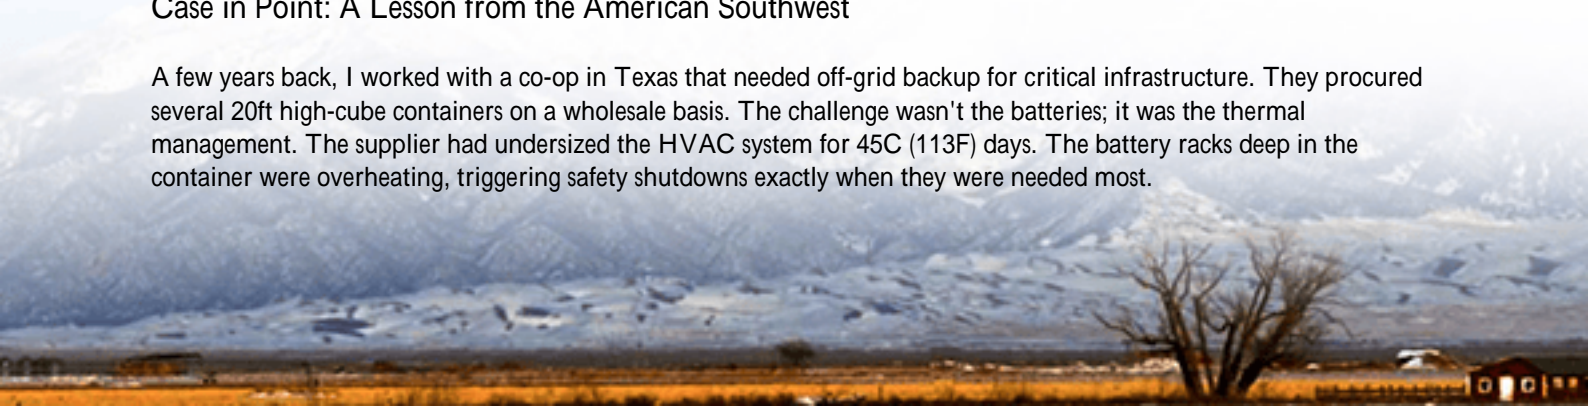 Case in Point: A Lesson from the American Southwest
A few years back, I worked with a co-op in Texas that needed off-grid backup for critical infrastructure. They procured
several 20ft high-cube containers on a wholesale basis. The challenge wasn't the batteries; it was the thermal
management. The supplier had undersized the HVAC system for 45C (113F) days. The battery racks deep in the
container were overheating, triggering safety shutdowns exactly when they were needed most.